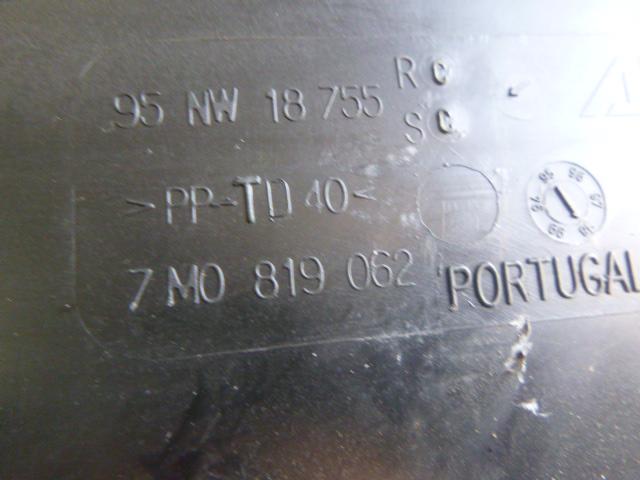 95 NW 18 755 RC
SC
>PP-TD 40<
7M0 819 062 PORTUGAL